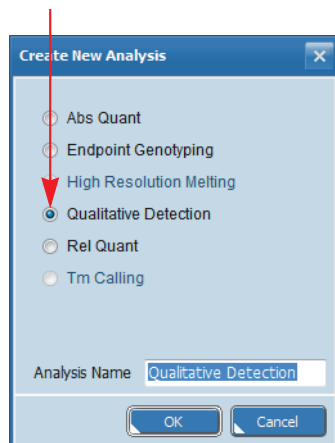 Create New Analysis
Abs Quant
Endpoint Genotyping
High Resolution Melting
Qualitative Detection
Rel Quant
Tm Calling
Analysis Name Qualitative Detection
OK Cancel